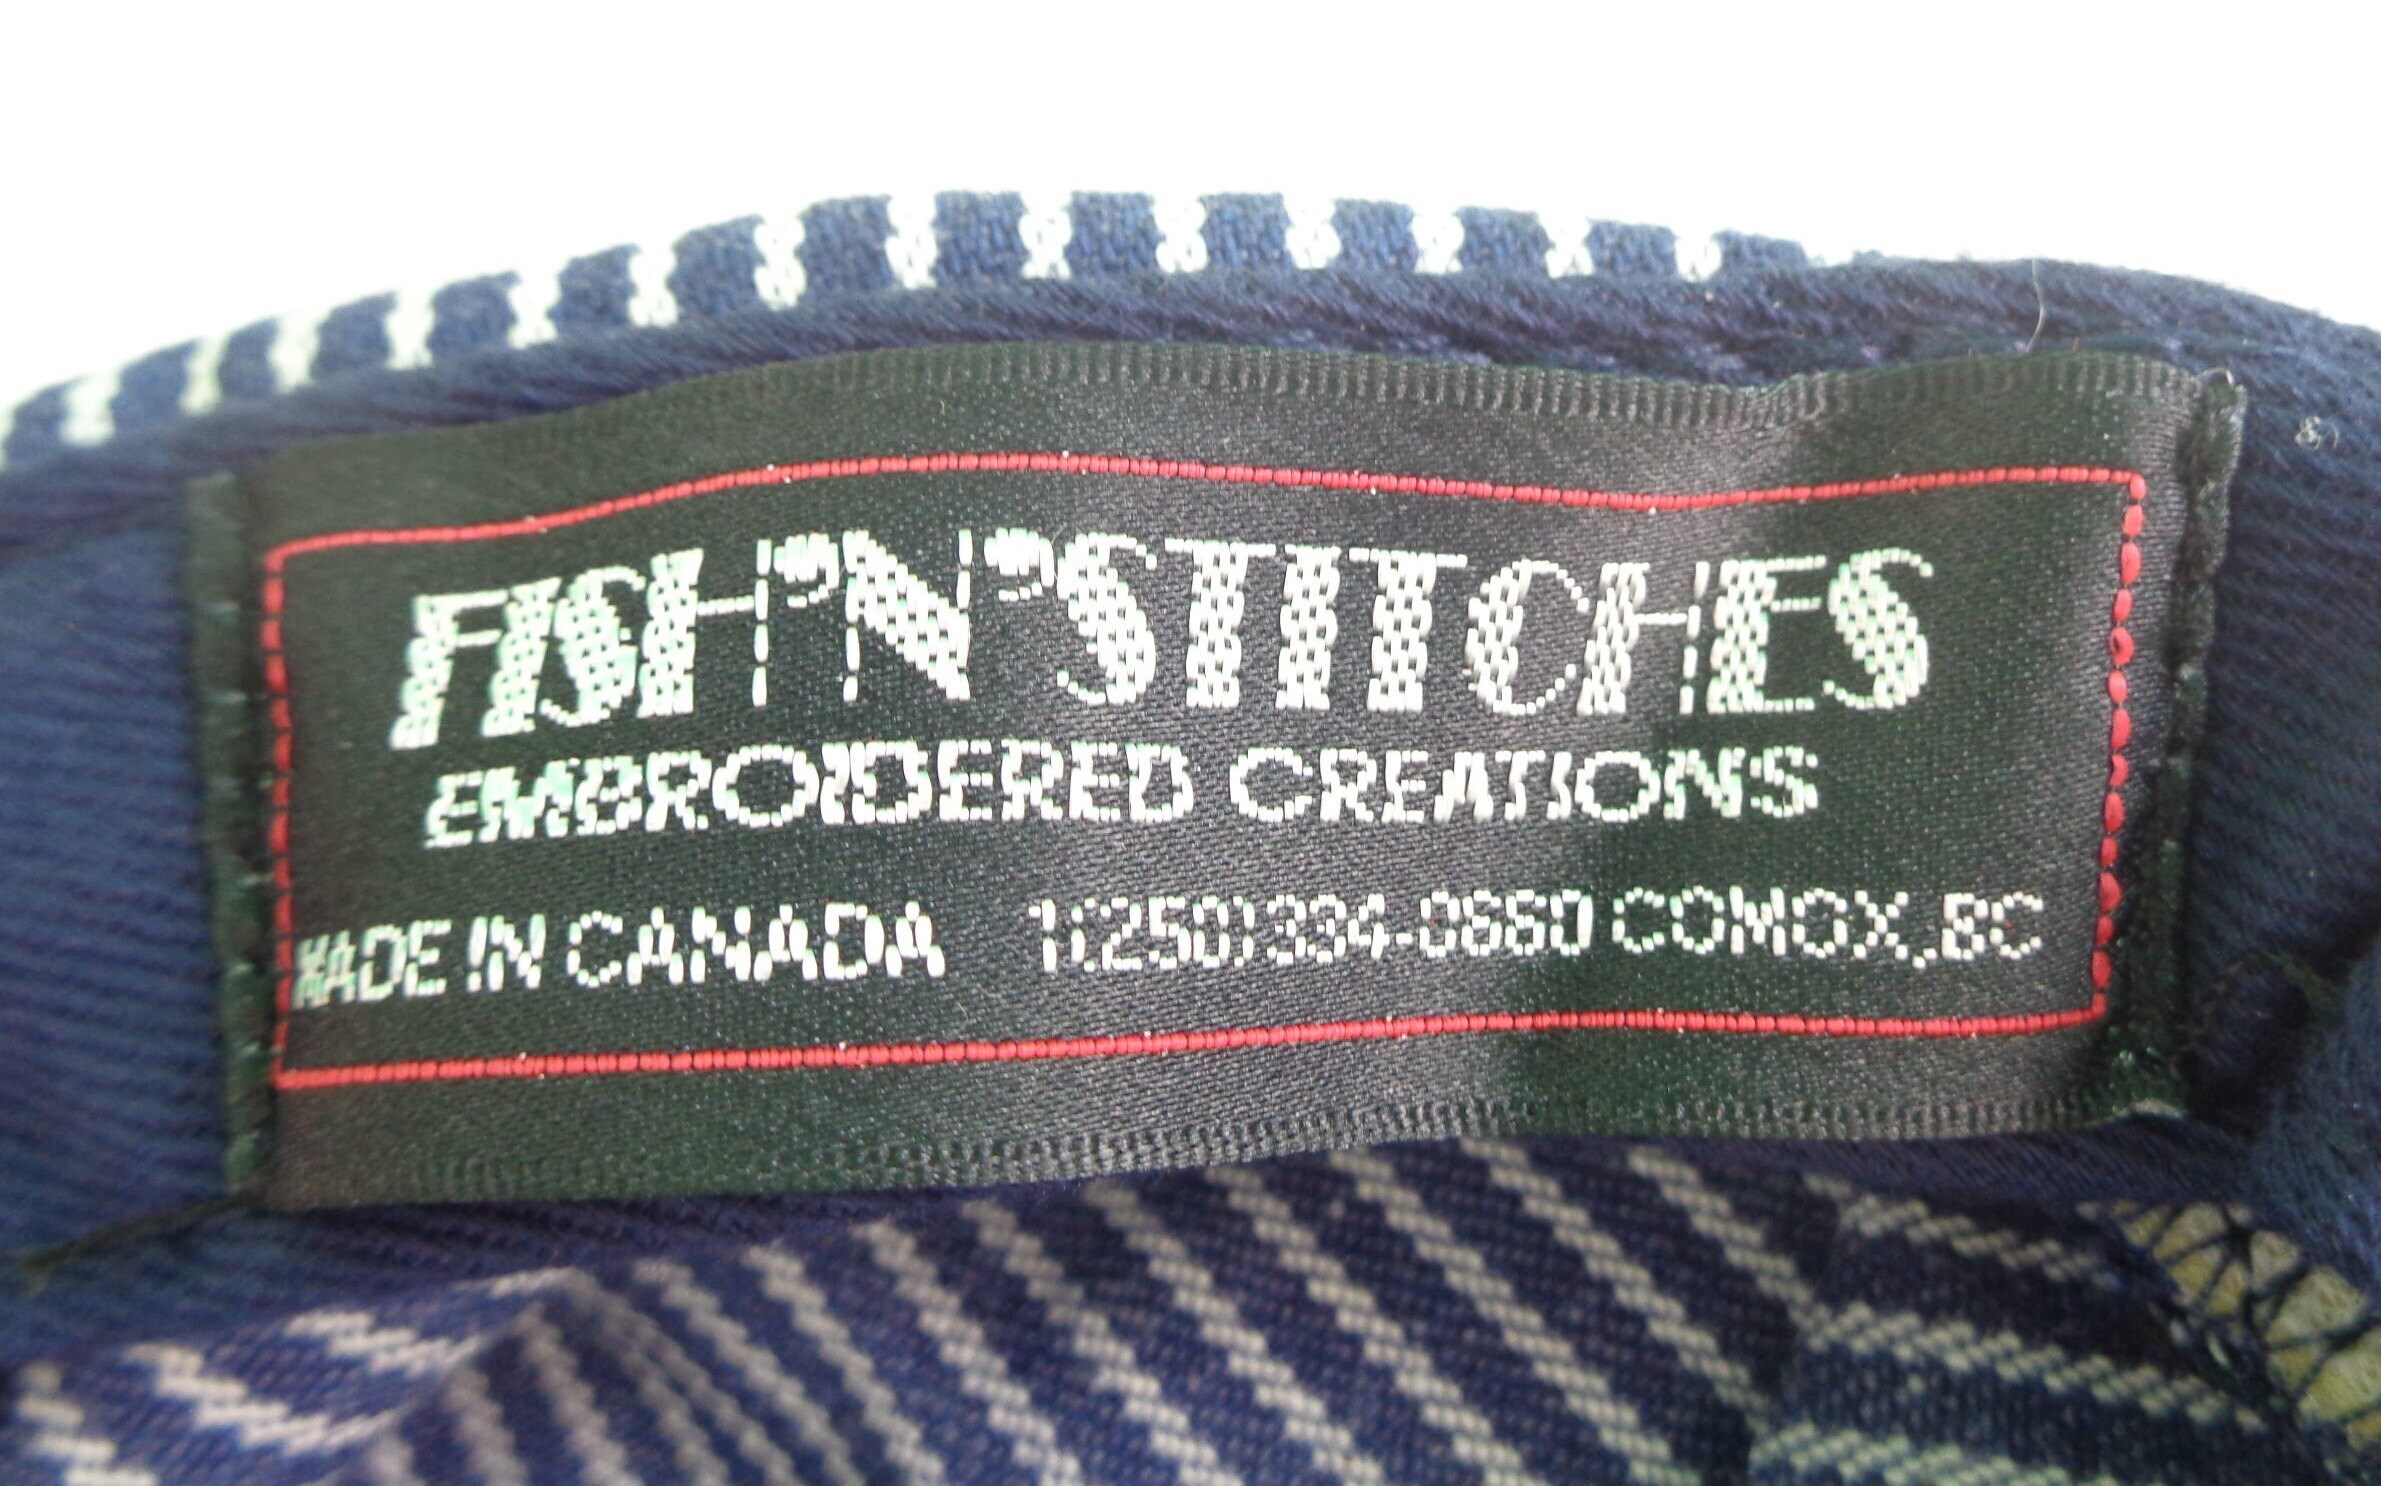 FISH"N"STITCHES
EMBROIDERED CREATIONS
MADE IN CANADA 1(250)334-0660 COMOX,BC